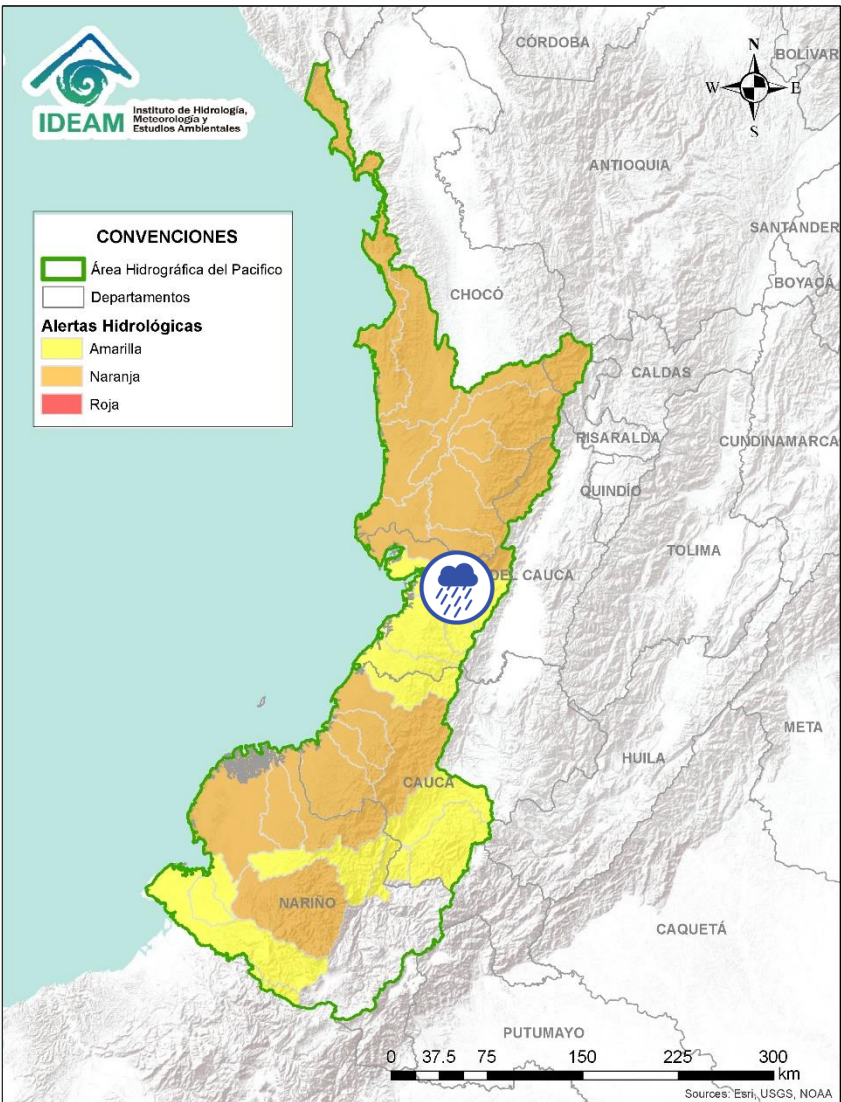 IDEAM
Instituto de Hidrología,
Meteorología y
Estudios Ambientales
CÓRDOBA
N
BOLÍVAR
W
E
S
ANTIOQUIA
SANTANDER
BOYACÁ
CONVENCIONES
Área Hidrográfica del Pacifico
Departamentos
Alertas Hidrológicas
Amarilla
Naranja
Roja
CHOCÓ
CALDAS
RISARALDA
CUNDINAMARCA
QUINDÍO
TOLIMA
DEL CAUCA
META
HUILA
CAUCA
NARIÑO
CAQUETÁ
PUTUMAYO
0 37.5 75 150 225 300
km
Sources: Esri, USGS, NOAA